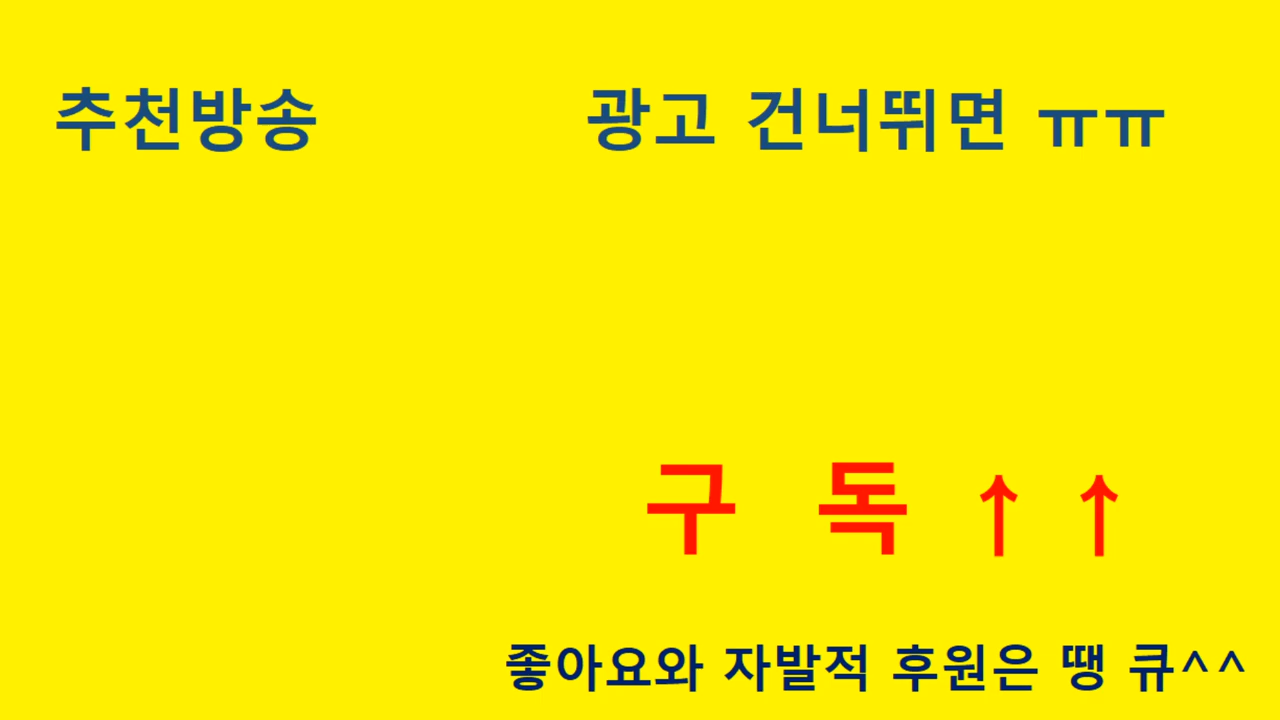 추천방송
광고 건너뛰면 ㅠㅠ
구 독 ↑ ↑
좋아요와 자발적 후원은 땡 큐^^